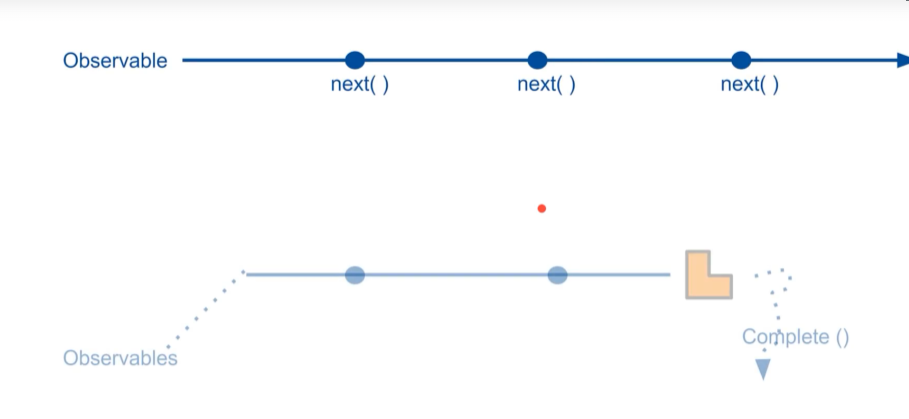 Observable
next( ) next( ) next( )
Complete ()
Observables